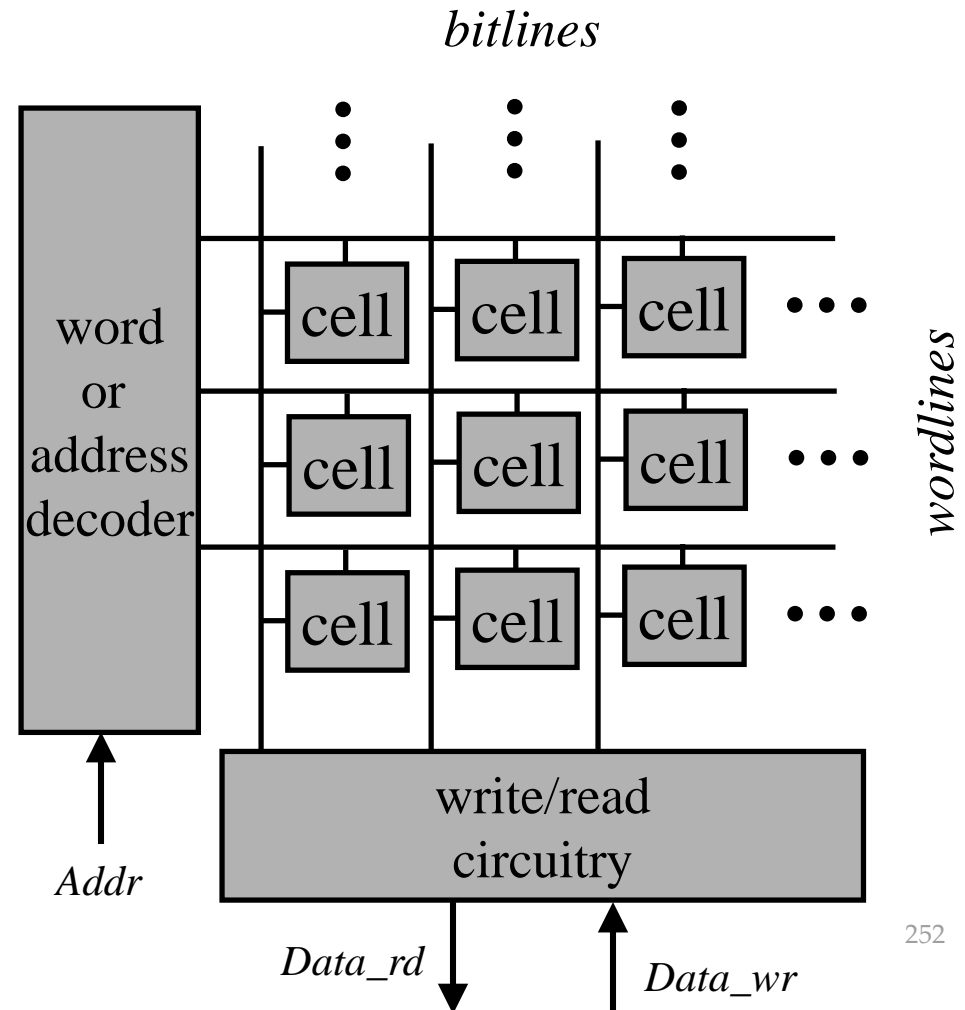 bitlines
word
or
address
decoder
cell cell cell
cell cell cell
cell cell cell
wordlines
write/read
circuitry
Addr
Data_rd
Data_wr
252